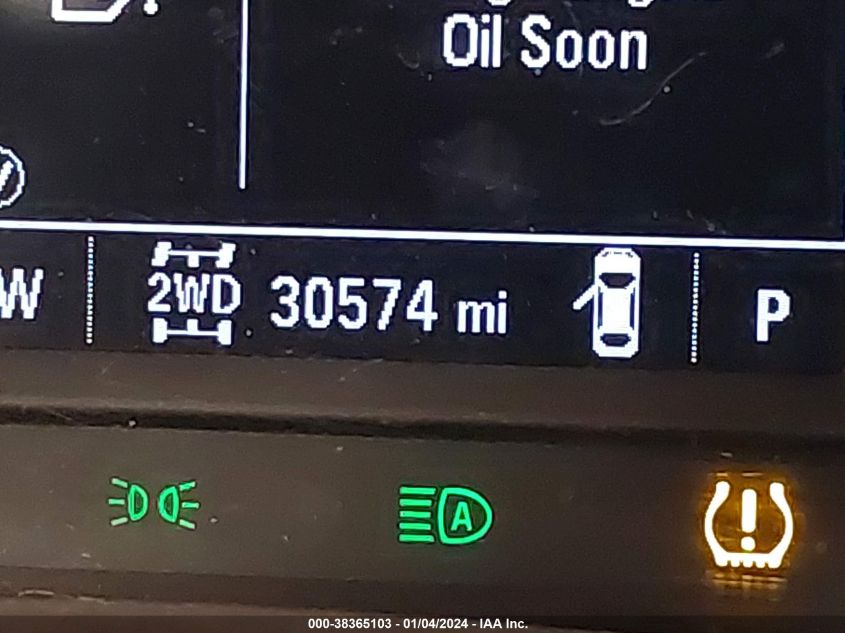 Oil Soon
W
2WD
30574 mi
P
A
000-38365103 - 01/04/2024 - IAA Inc.